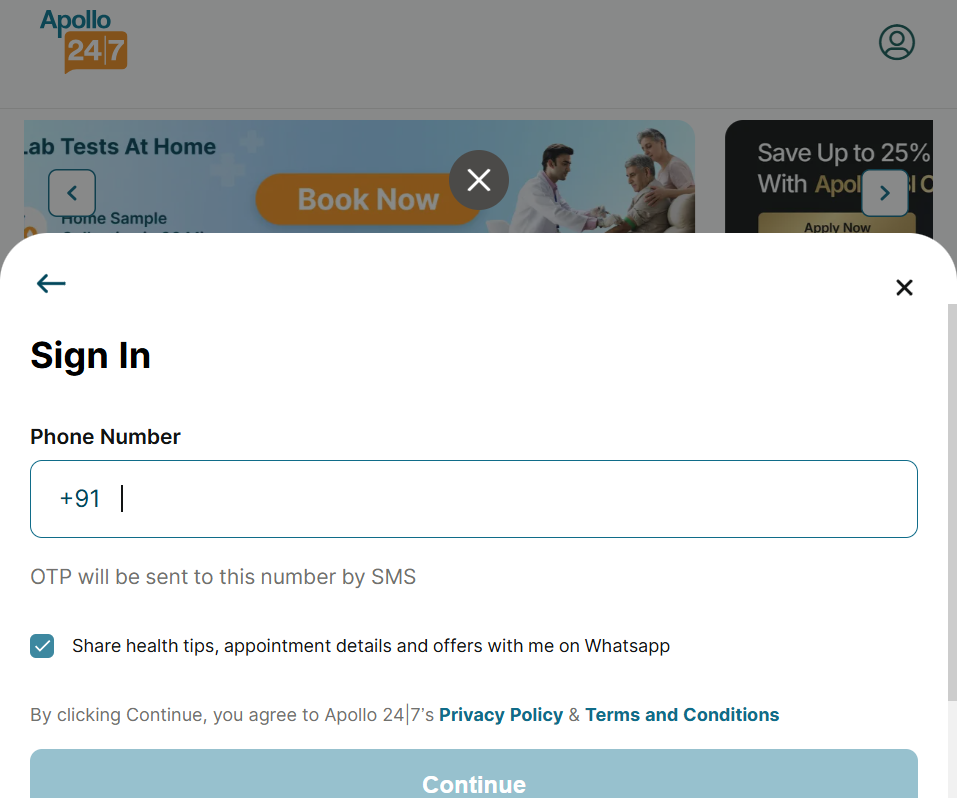 Apollo
24|7
Lab Tests At Home
Book Now
Home Sample
Save Up to 25%
With
Apply Now
Sign In
Phone Number
+91
OTP will be sent to this number by SMS
Share health tips, appointment details and offers with me on Whatsapp
By clicking Continue, you agree to Apollo 24|7's Privacy Policy & Terms and Conditions
Continue